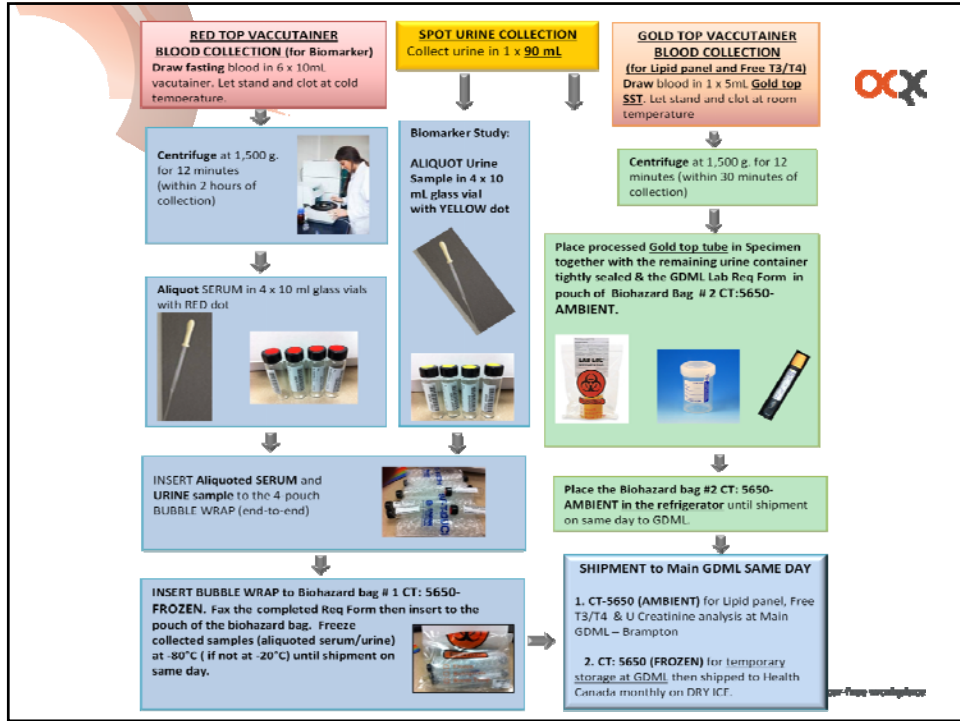 RED TOP VACCUTAINER
BLOOD COLLECTION (for Biomarker)
Draw fasting blood in 6 x 10mL
vacutainer. Let stand and clot at cold
temperature.
SPOT URINE COLLECTION
Collect urine in 1 x 90 mL
GOLD TOP VACCUTAINER
BLOOD COLLECTION
(for Lipid panel and Free T3/T4)
Draw blood in 1 x 5mL Gold top
SST. Let stand and clot at room
temperature
Centrifuge at 1,500 g.
for 12 minutes
(within 2 hours of
collection)
Biomarker Study:
ALIQUOT Urine
Sample in 4 x 10
mL glass vial
with YELLOW dot
Centrifuge at 1,500 g. for 12
minutes (within 30 minutes of
collection)
Aliquot SERUM in 4 x 10 ml glass vials
with RED dot
Place processed Gold top tube in Specimen
together with the remaining urine container
tightly sealed & the GDML Lab Req Form in
pouch of Biohazard Bag # 2 CT:5650-
AMBIENT.
LAB LOC
INSERT Aliquoted SERUM and
URINE sample to the 4-pouch
BUBBLE WRAP (end-to-end)
Place the Biohazard bag #2 CT: 5650-
AMBIENT in the refrigerator until shipment
on same day to GDML.
INSERT BUBBLE WRAP to Biohazard bag # 1 CT: 5650-
FROZEN. Fax the completed Req Form then insert to the
pouch of the biohazard bag. Freeze
collected samples (aliquoted serum/urine)
at -80°C ( if not at -20°C) until shipment on
same day.
SHIPMENT to Main GDML SAME DAY
1. CT-5650 (AMBIENT) for Lipid panel, Free
T3/T4 & U Creatinine analysis at Main
GDML – Brampton
2. CT: 5650 (FROZEN) for temporary
storage at GDML then shipped to Health
Canada monthly on DRY ICE.
er-free workplace